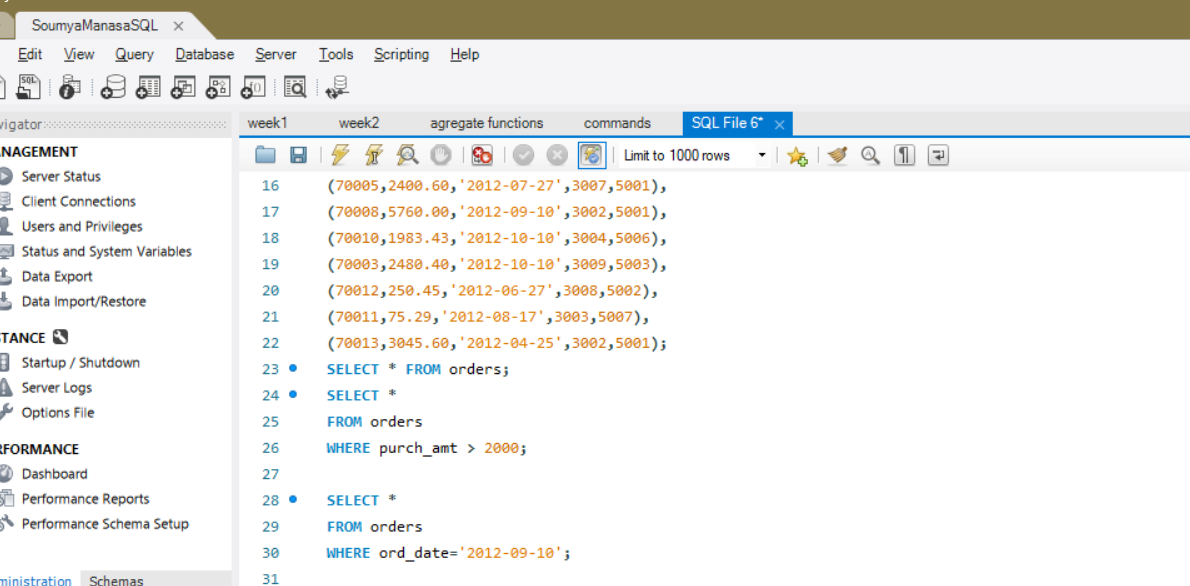 SoumyaManasaSQL
Edit View Query Database Server Tools Scripting Help
week1 week2 agregate functions commands SQL File 6*
Limit to 1000 rows
Server Status
Client Connections
Users and Privileges
Status and System Variables
Data Export
Data Import/Restore
Startup / Shutdown
Server Logs
Options File
Dashboard
Performance Reports
Performance Schema Setup
Schemas
16 (70005,2400.60,'2012-07-27',3007,5001),
17 (70008,5760.00,'2012-09-10',3002,5001),
18 (70010,1983.43,'2012-10-10',3004,5006),
19 (70003,2480.40,'2012-10-10',3009,5003),
20 (70012,250.45,'2012-06-27',3008,5002),
21 (70011,75.29,'2012-08-17',3003,5007),
22 (70013,3045.60,'2012-04-25',3002,5001);
23 SELECT * FROM orders;
24 SELECT *
25 FROM orders
26 WHERE purch_amt > 2000;
27
28 SELECT *
29 FROM orders
30 WHERE ord_date='2012-09-10';
31